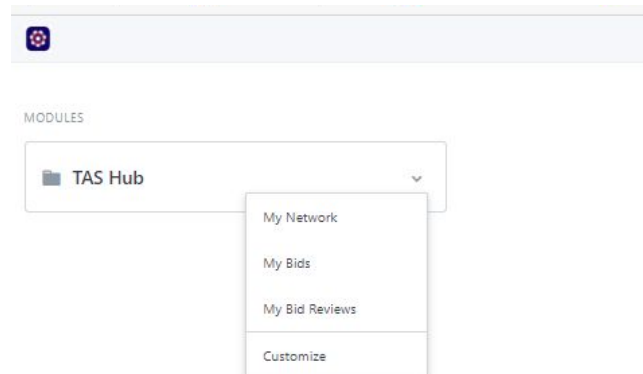 MODULES
TAS Hub
My Network
My Bids
My Bid Reviews
Customize